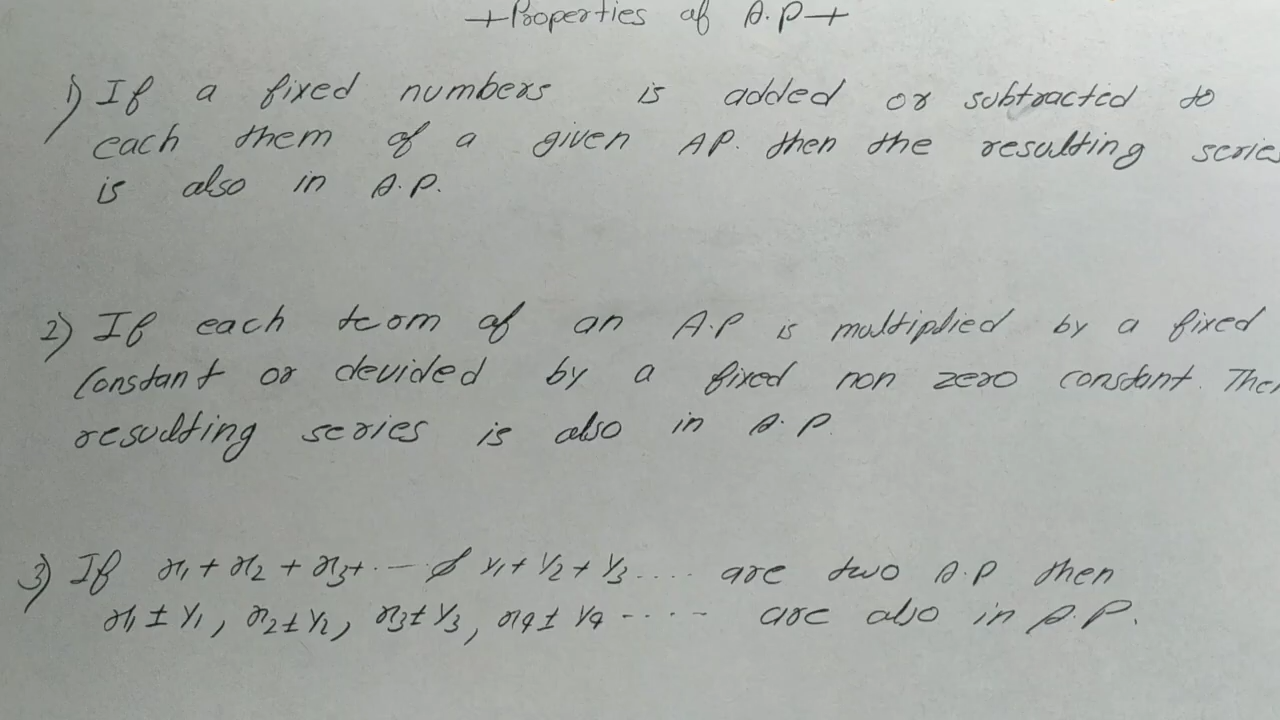 Properties of A.P
1) If a fixed numbers is added or subtracted to
each them of a given AP. then the resulting series
is also in A.P.
2) If each term of an A.P is multiplied by a fixed
Constant or devided by a fixed non zero constant. Then
resulting series is also in A.P.
3) If x₁ + x₂ + x₃ + ... & y₁ + y₂ + y₃ .... are two A.P then
x₁ ± y₁, x₂ ± y₂, x₃ ± y₃, x₄ ± y₄ ..... are also in A.P.